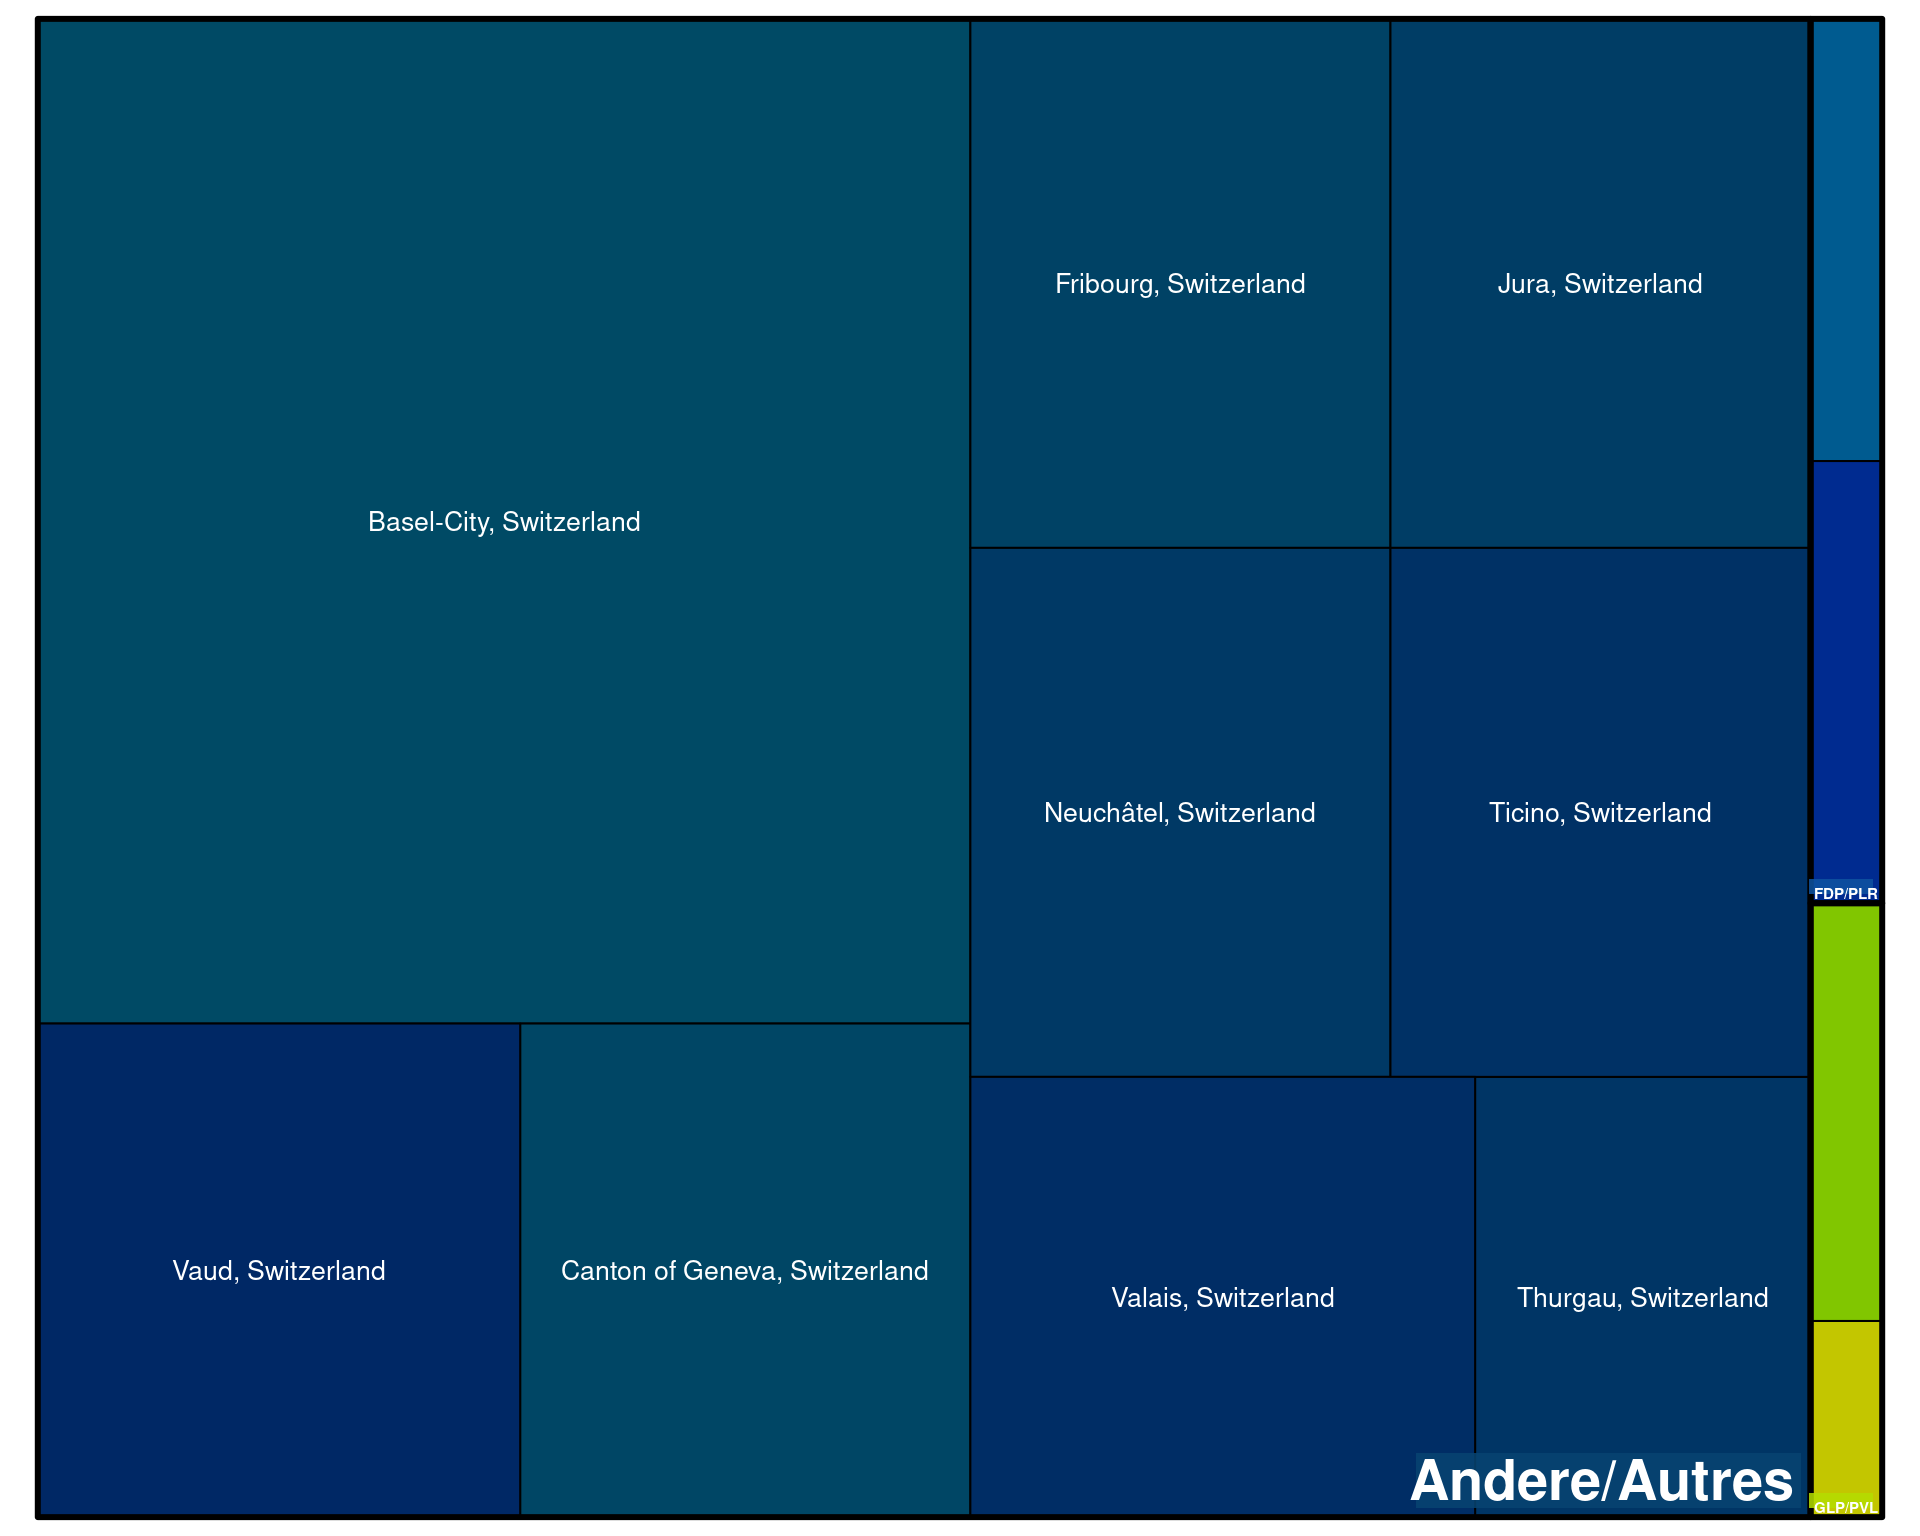 Fribourg, Switzerland
Jura, Switzerland
Basel-City, Switzerland
Neuchâtel, Switzerland
Ticino, Switzerland
FDP/PLR
Vaud, Switzerland
Canton of Geneva, Switzerland
Valais, Switzerland
Thurgau, Switzerland
Andere/Autres
GLP/PVL